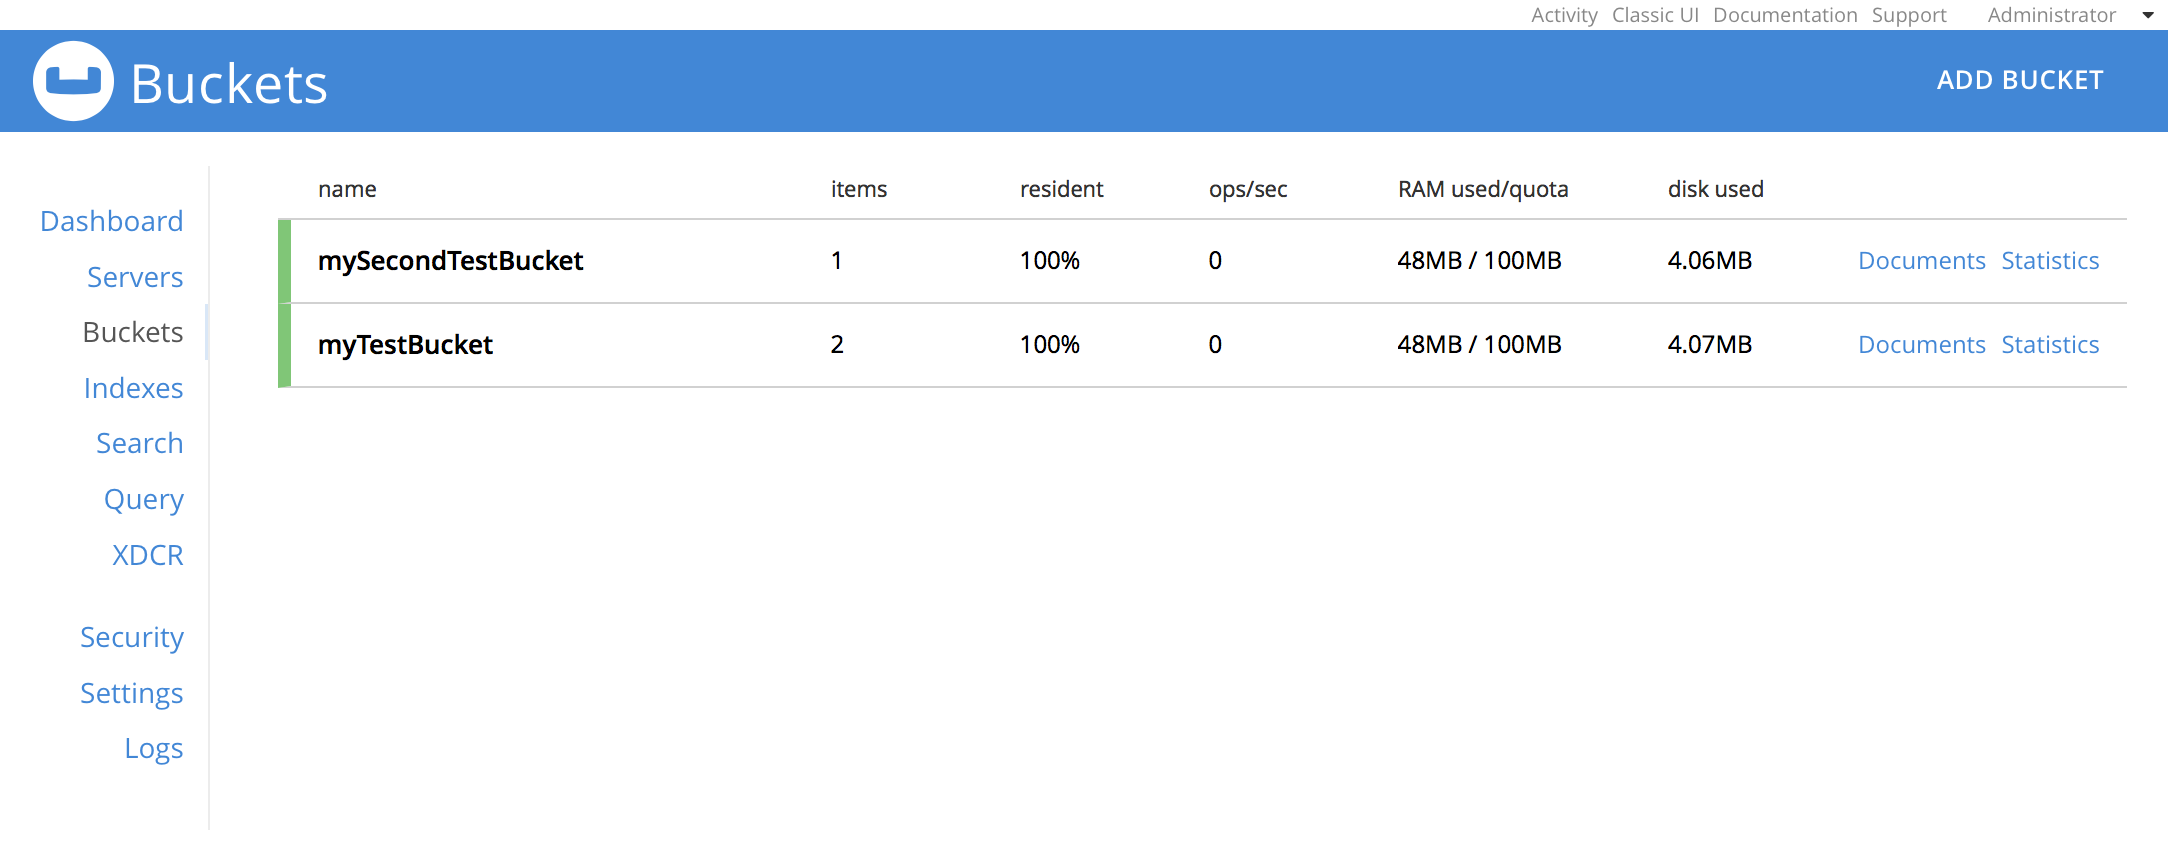 Activity Classic UI Documentation Support Administrator
Buckets
ADD BUCKET
Dashboard
Servers
Buckets
Indexes
Search
Query
XDCR
Security
Settings
Logs
name items resident ops/sec RAM used/quota disk used
mySecondTestBucket 1 100% 0 48MB / 100MB 4.06MB Documents Statistics
myTestBucket 2 100% 0 48MB / 100MB 4.07MB Documents Statistics